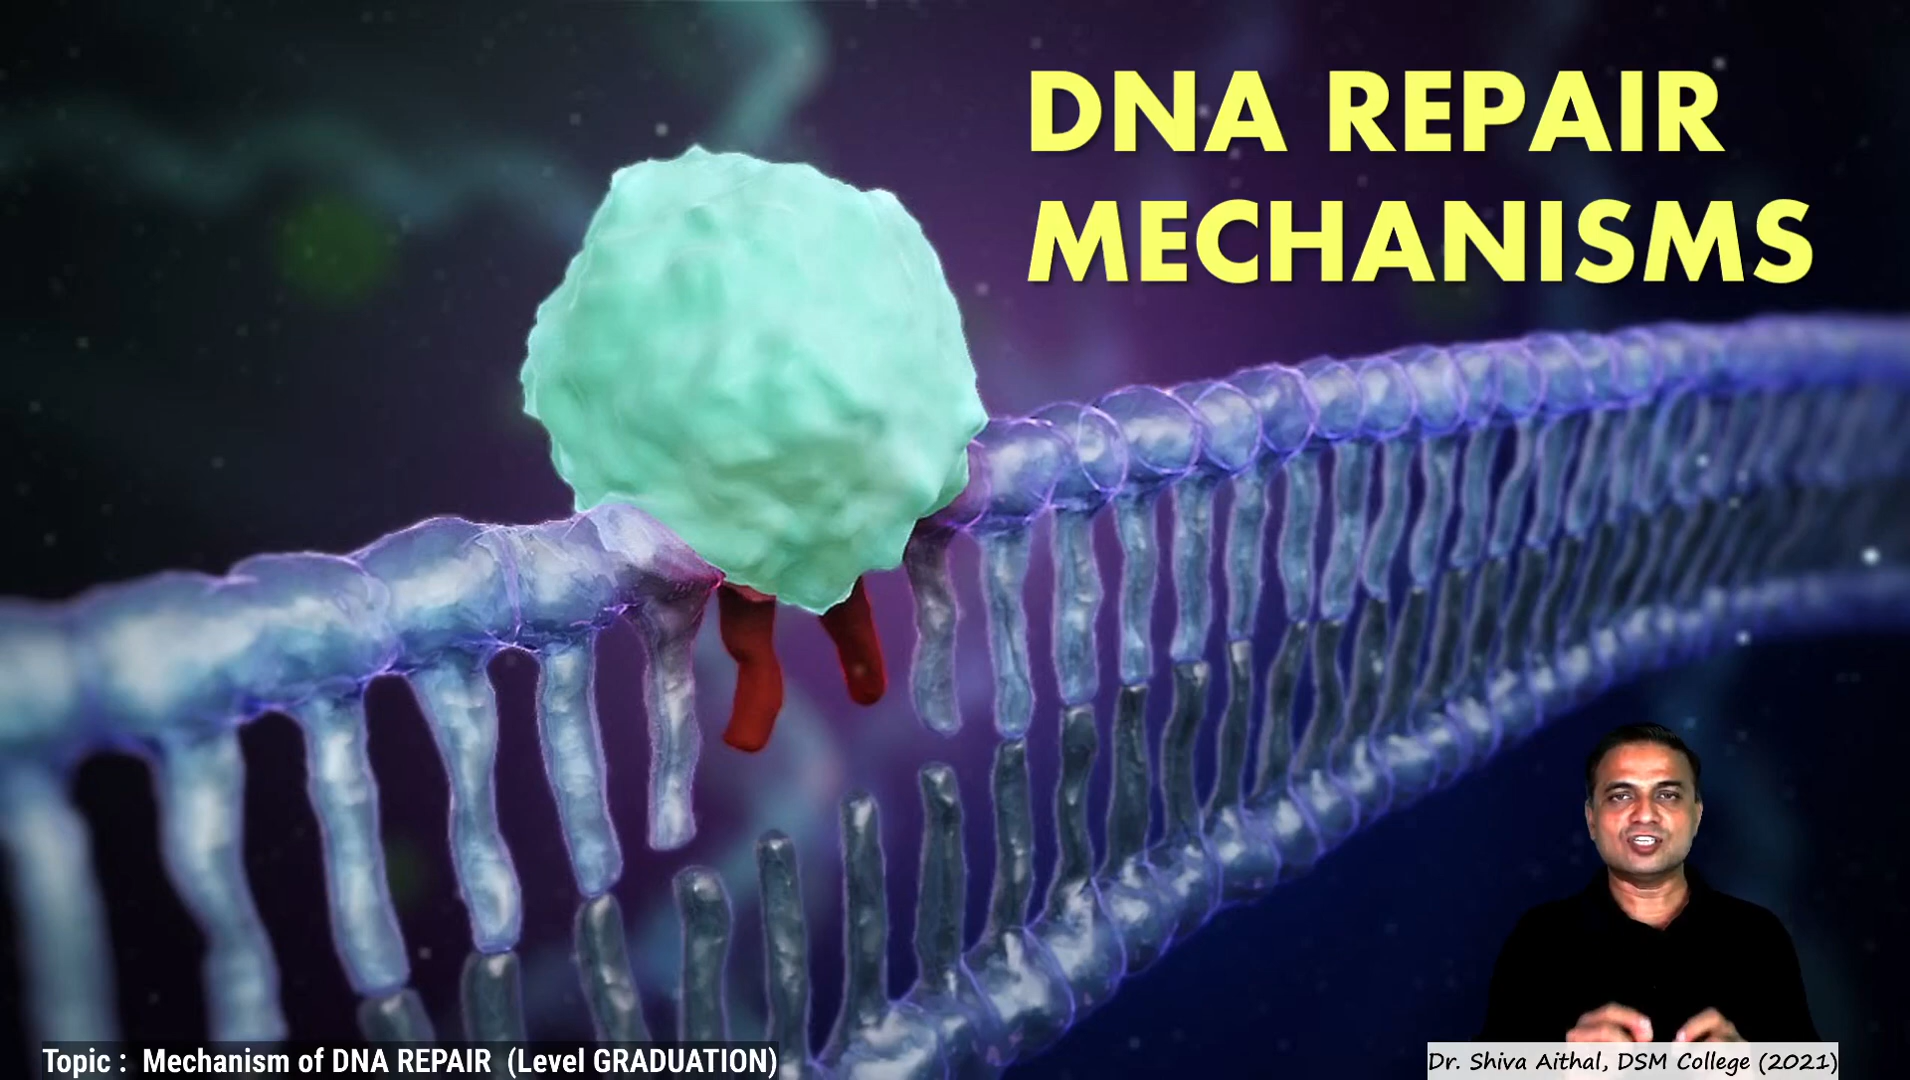 DNA REPAIR
MECHANISMS
Topic : Mechanism of DNA REPAIR (Level GRADUATION)
Dr. Shiva Aithal, DSM College (2021)